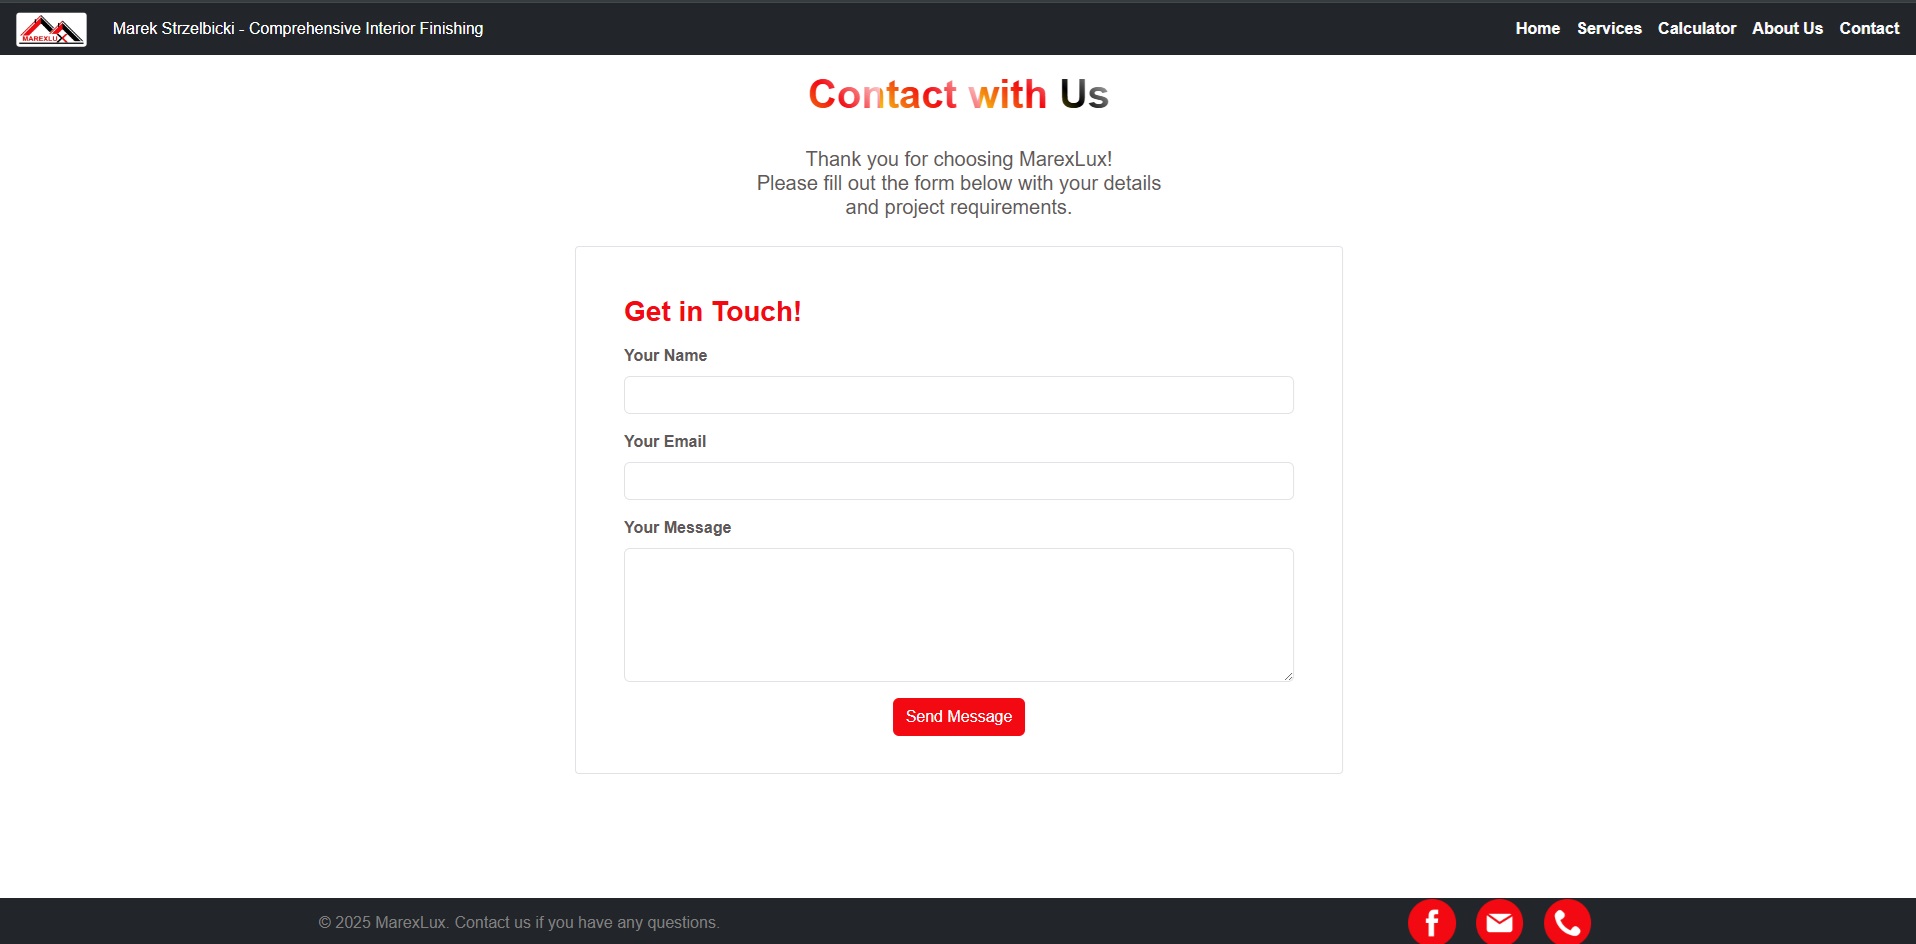 MAREXLUX
Marek Strzelbicki - Comprehensive Interior Finishing
Home Services Calculator About Us Contact
Contact with Us
Thank you for choosing MarexLux!
Please fill out the form below with your details
and project requirements.
Get in Touch!
Your Name
Your Email
Your Message
Send Message
© 2025 MarexLux. Contact us if you have any questions.